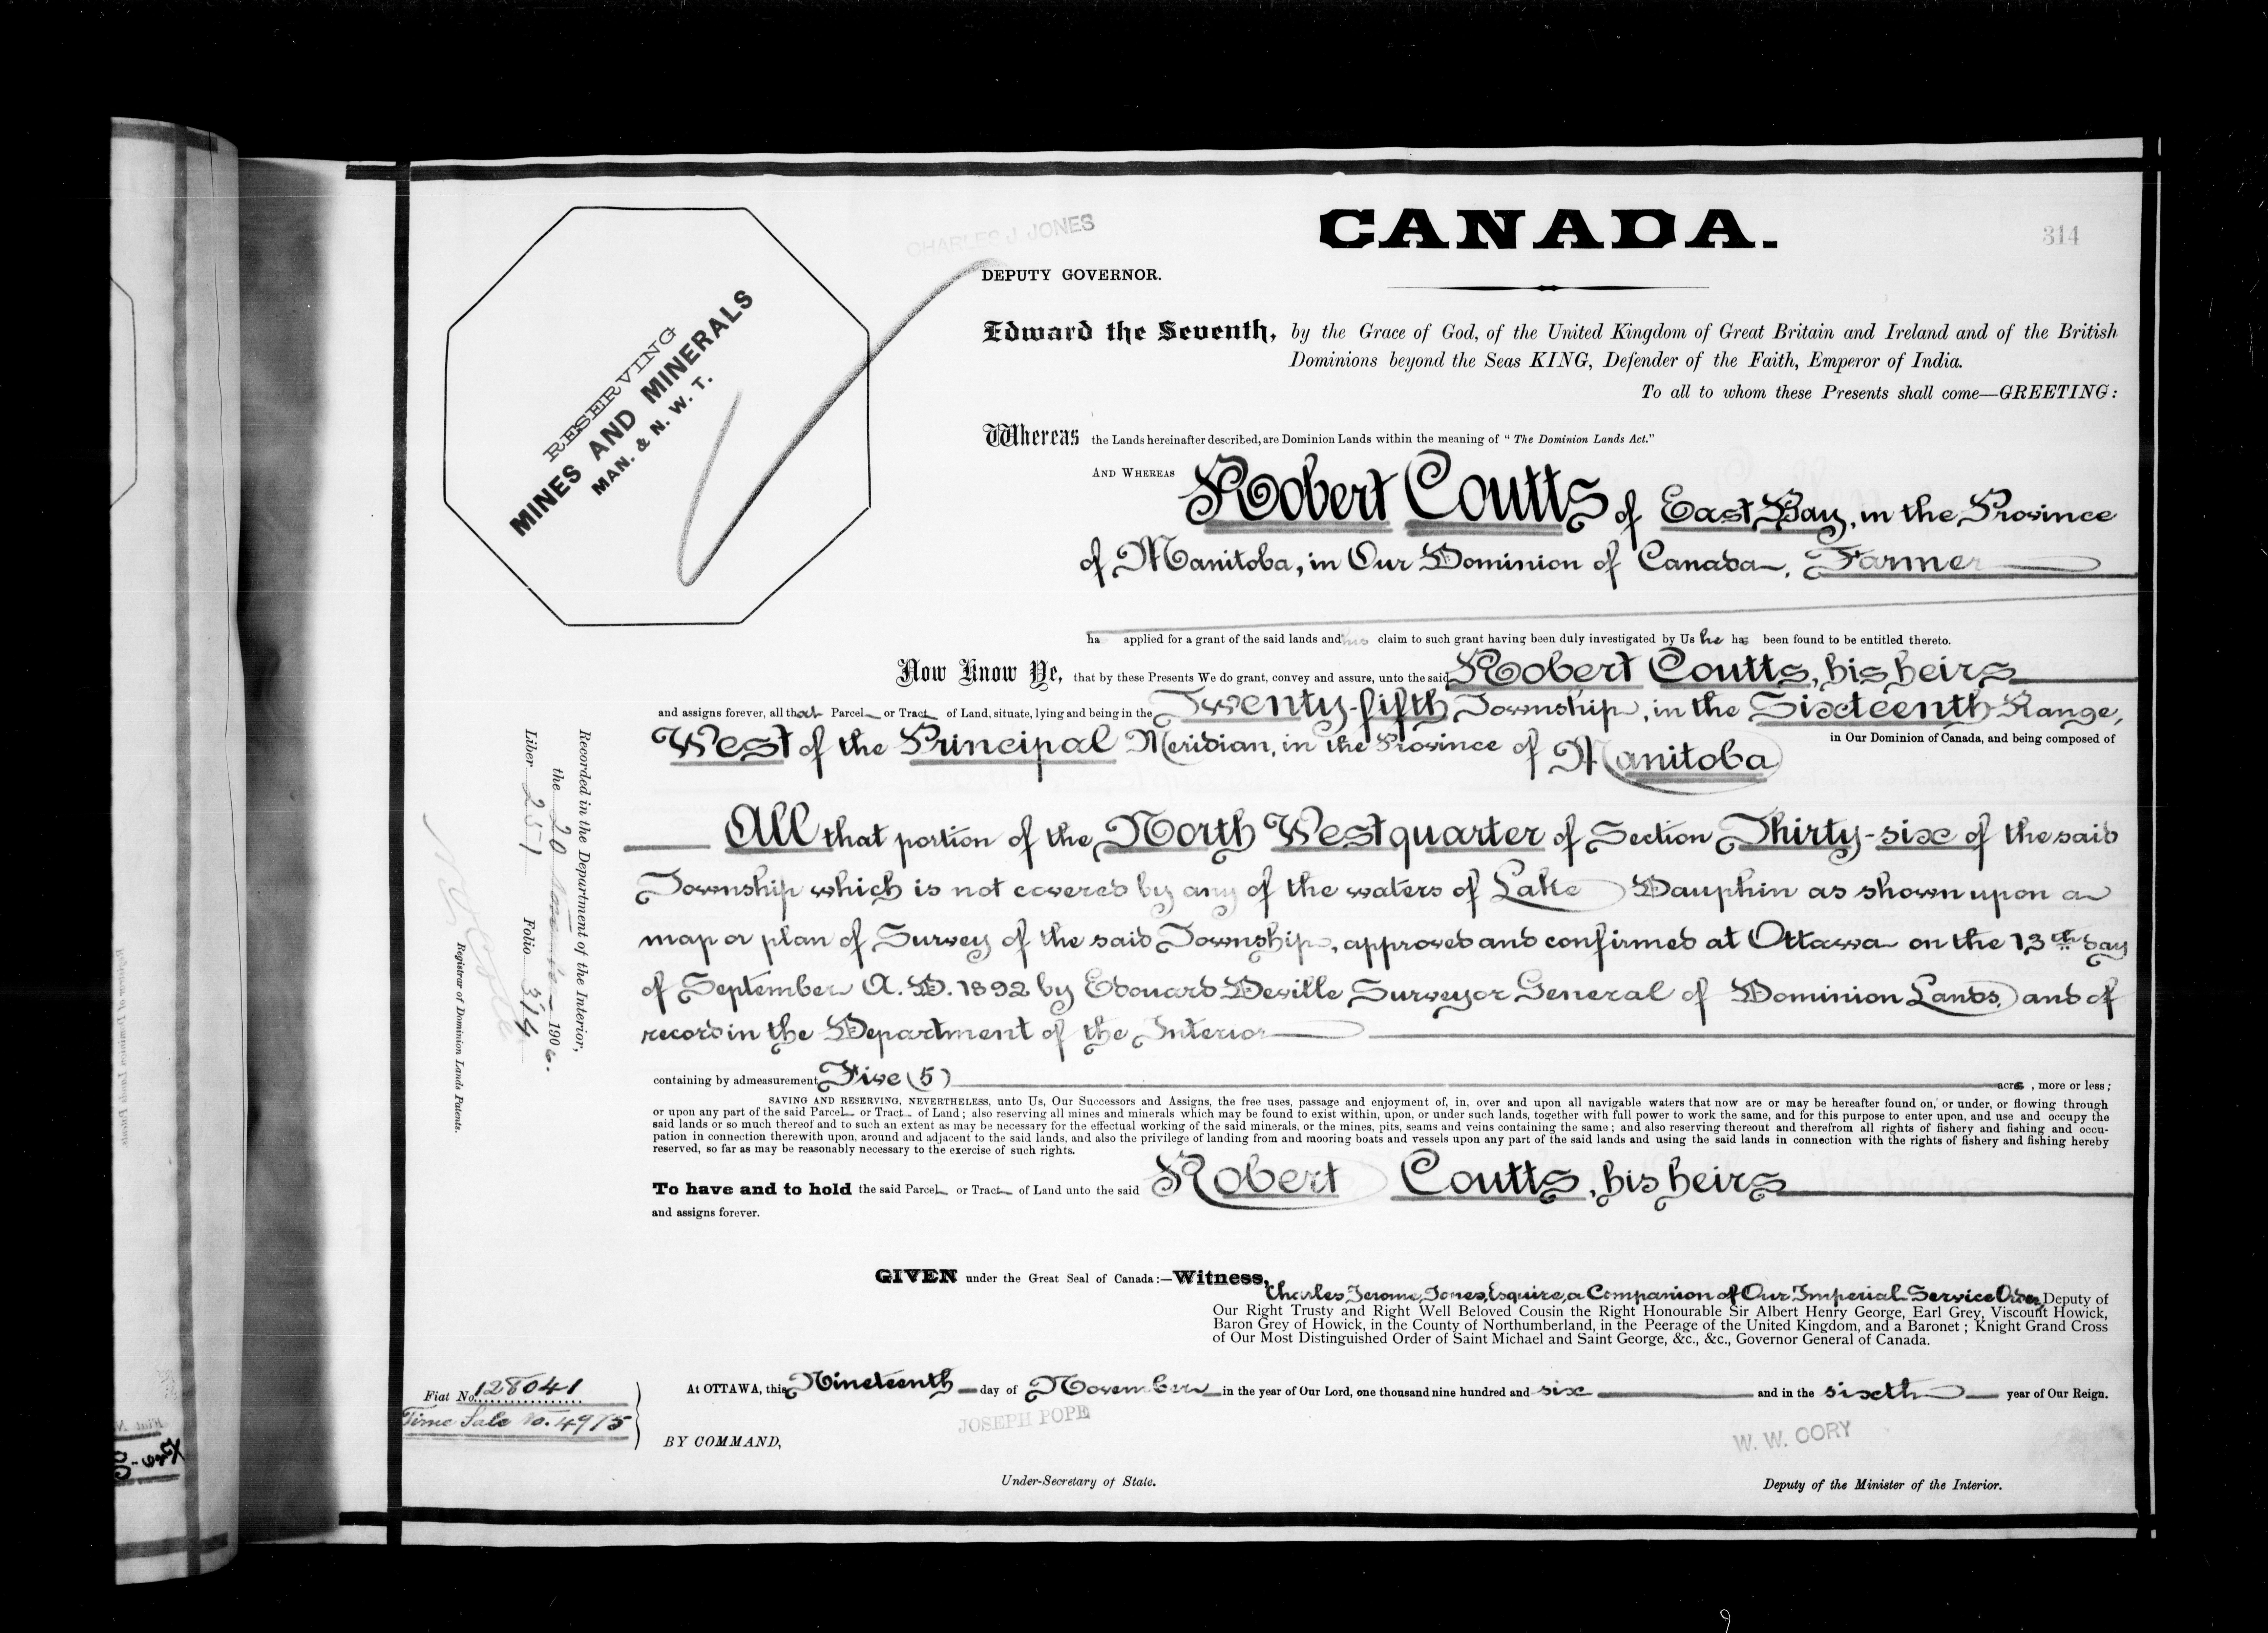 CANADA.
314
CHARLES J. JONES
DEPUTY GOVERNOR.
RESERVING
MINES AND MINERALS
MAN. & N. W. T.
Edward the Seventh, by the Grace of God, of the United Kingdom of Great Britain and Ireland and of the British
Dominions beyond the Seas KING, Defender of the Faith, Emperor of India.
To all to whom these Presents shall come—GREETING:
Whereas the Lands hereinafter described, are Dominion Lands within the meaning of "The Dominion Lands Act."
AND WHEREAS Robert Coutts of East Bay, in the Province
of Manitoba, in Our Dominion of Canada, Farmer
ha applied for a grant of the said lands and his claim to such grant having been duly investigated by Us he has been found to be entitled thereto.
Now Know Ye, that by these Presents We do grant, convey and assure, unto the said Robert Coutts, his heirs
and assigns forever, all that Parcel or Tract of Land, situate, lying and being in the Twenty-fifth Township, in the Sixteenth Range,
West of the Principal Meridian, in the Province of Manitoba in Our Dominion of Canada, and being composed of
All that portion of the North West quarter of Section Thirty-six of the said
Township which is not covered by any of the waters of Lake Dauphin as shown upon a
map or plan of Survey of the said Township, approved and confirmed at Ottawa on the 13th day
of September A.D. 1892 by Edouard Deville Surveyor General of Dominion Lands, and of
record in the Department of the Interior
containing by admeasurement Five (5) acres, more or less;
SAVING AND RESERVING, NEVERTHELESS, unto Us, Our Successors and Assigns, the free uses, passage and enjoyment of, in, over and upon all navigable waters that now are or may be hereafter found on, or under, or flowing through
or upon any part of the said Parcel or Tract of Land; also reserving all mines and minerals which may be found to exist within, upon, or under such lands, together with full power to work the same, and for this purpose to enter upon, and use and occupy the
said lands or so much thereof and to such an extent as may be necessary for the effectual working of the said minerals, or the mines, pits, seams and veins containing the same; and also reserving thereout and therefrom all rights of fishery and fishing and occu-
pation in connection therewith upon, around and adjacent to the said lands, and also the privilege of landing from and mooring boats and vessels upon any part of the said lands and using the said lands in connection with the rights of fishery and fishing hereby
reserved, so far as may be reasonably necessary to the exercise of such rights.
To have and to hold the said Parcel or Tract of Land unto the said Robert Coutts, his heirs
and assigns forever.
GIVEN under the Great Seal of Canada:—Witness,
Charles Jerome Jones, Esquire, a Companion of Our Imperial Service Order, Deputy of
Our Right Trusty and Right Well Beloved Cousin the Right Honourable Sir Albert Henry George, Earl Grey, Viscount Howick,
Baron Grey of Howick, in the County of Northumberland, in the Peerage of the United Kingdom, and a Baronet; Knight Grand Cross
of Our Most Distinguished Order of Saint Michael and Saint George, &c., &c., Governor General of Canada.
At OTTAWA, this Nineteenth day of November in the year of Our Lord, one thousand nine hundred and six and in the sixth year of Our Reign.
JOSEPH POPE
W. W. CORY
BY COMMAND,
Under-Secretary of State.
Deputy of the Minister of the Interior.
Fiat No. 128041
Time Sale No. 4975
Recorded in the Department of the Interior,
the 20 1906.
Liber 251 Folio 314
Registrar of Dominion Lands Patents.